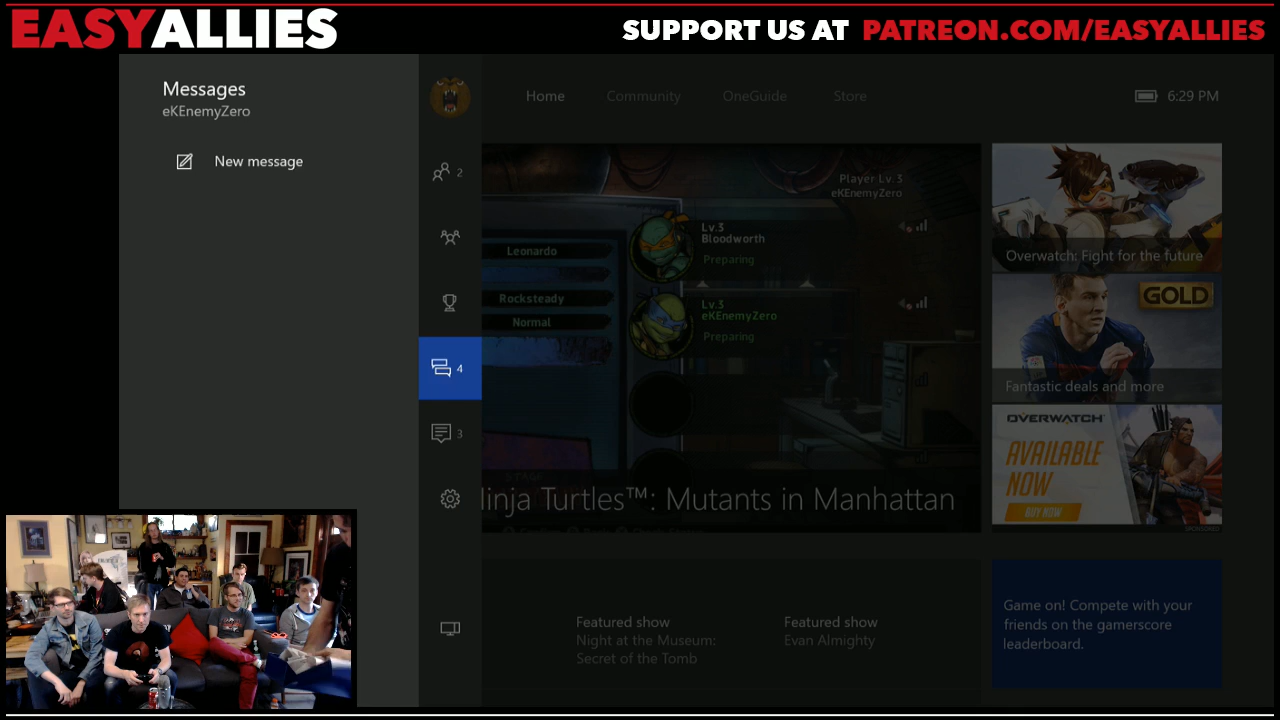 EASYALLIES
SUPPORT US AT PATREON.COM/EASYALLIES
Messages
eKEnemyZero
New message
2
4
3
Home Community OneGuide Store
6:29 PM
Player Lv. 3
eKEnemyZero
Leonardo
Rocksteady
Normal
Lv.3
Bloodworth
Preparing
Lv.3
eKEnemyZero
Preparing
Ninja Turtles™: Mutants in Manhattan
Overwatch: Fight for the future
GOLD
Fantastic deals and more
OVERWATCH
AVAILABLE
NOW
BUY NOW
SPONSORED
Featured show
Night at the Museum:
Secret of the Tomb
Featured show
Evan Almighty
Game on! Compete with your
friends on the gamerscore
leaderboard.